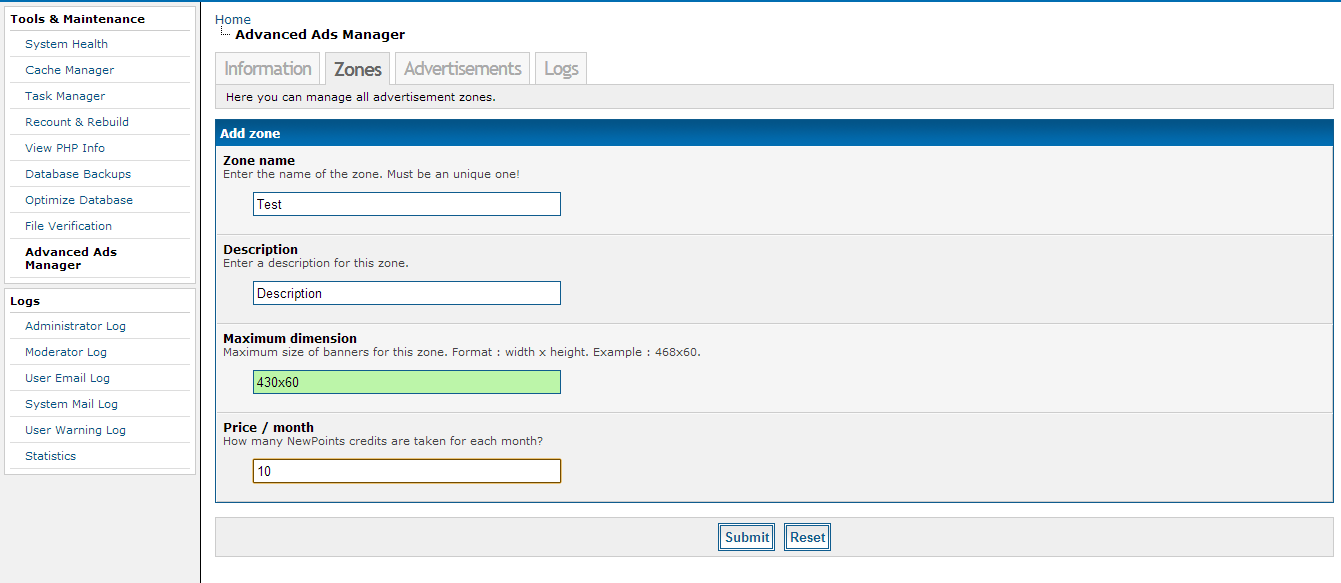 Tools & Maintenance
System Health
Cache Manager
Task Manager
Recount & Rebuild
View PHP Info
Database Backups
Optimize Database
File Verification
Advanced Ads
Manager
Logs
Administrator Log
Moderator Log
User Email Log
System Mail Log
User Warning Log
Statistics
Home
Advanced Ads Manager
Information Zones Advertisements Logs
Here you can manage all advertisement zones.
Add zone
Zone name
Enter the name of the zone. Must be an unique one!
Test
Description
Enter a description for this zone.
Description
Maximum dimension
Maximum size of banners for this zone. Format : width x height. Example : 468x60.
430x60
Price / month
How many NewPoints credits are taken for each month?
10
Submit Reset